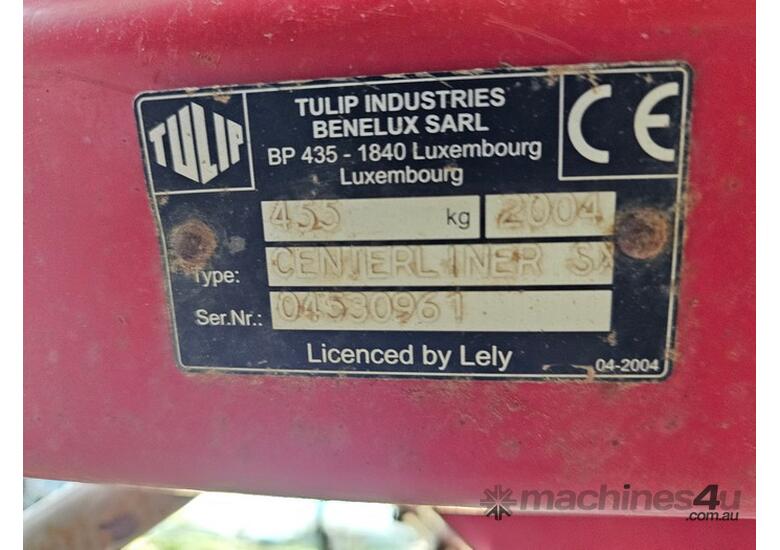 TULIP
TULIP INDUSTRIES
BENELUX SARL
BP 435 - 1840 Luxembourg
Luxembourg
CE
455 kg 2004
Type: CENTERLINER SX
Ser.Nr.: 04530961
Licenced by Lely
04-2004
machines4u
.com.au